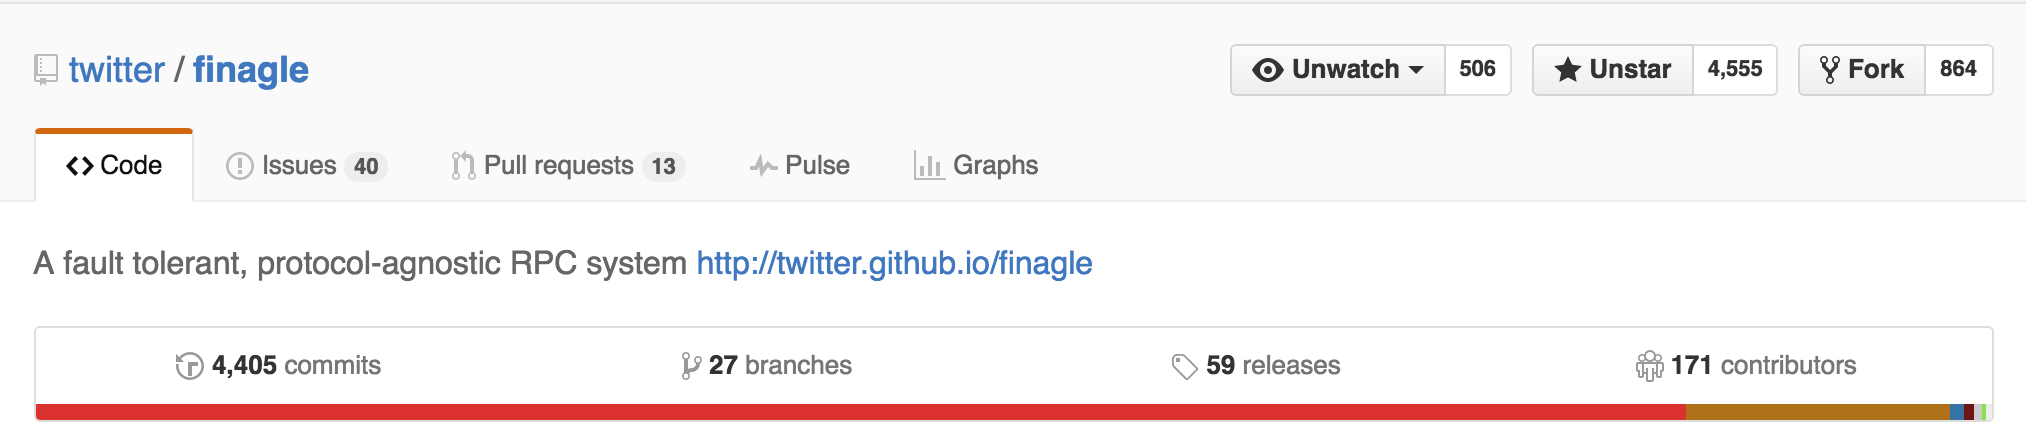 twitter / finagle
Unwatch 506
Unstar 4,555
Fork 864
Code
Issues 40
Pull requests 13
Pulse
Graphs
A fault tolerant, protocol-agnostic RPC system http://twitter.github.io/finagle
4,405 commits
27 branches
59 releases
171 contributors